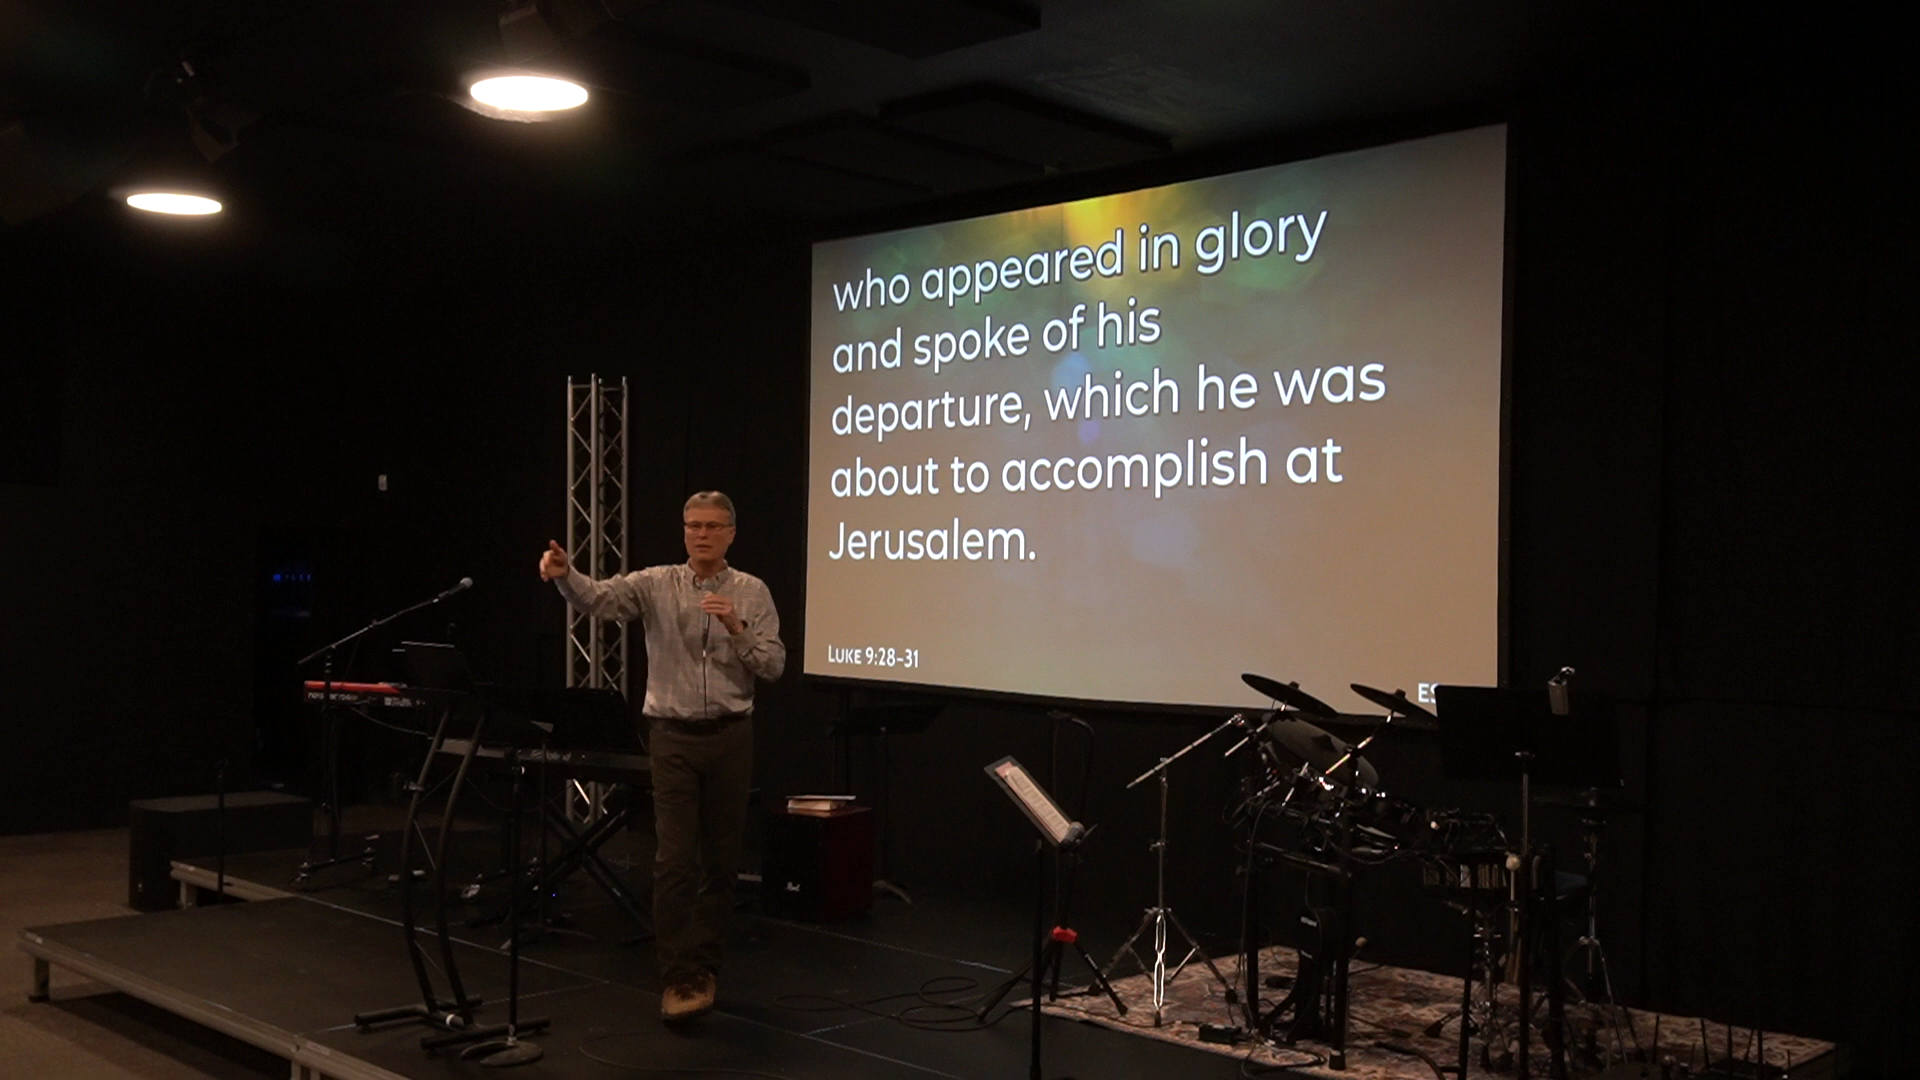 who appeared in glory
and spoke of his
departure, which he was
about to accomplish at
Jerusalem.
LUKE 9:28-31